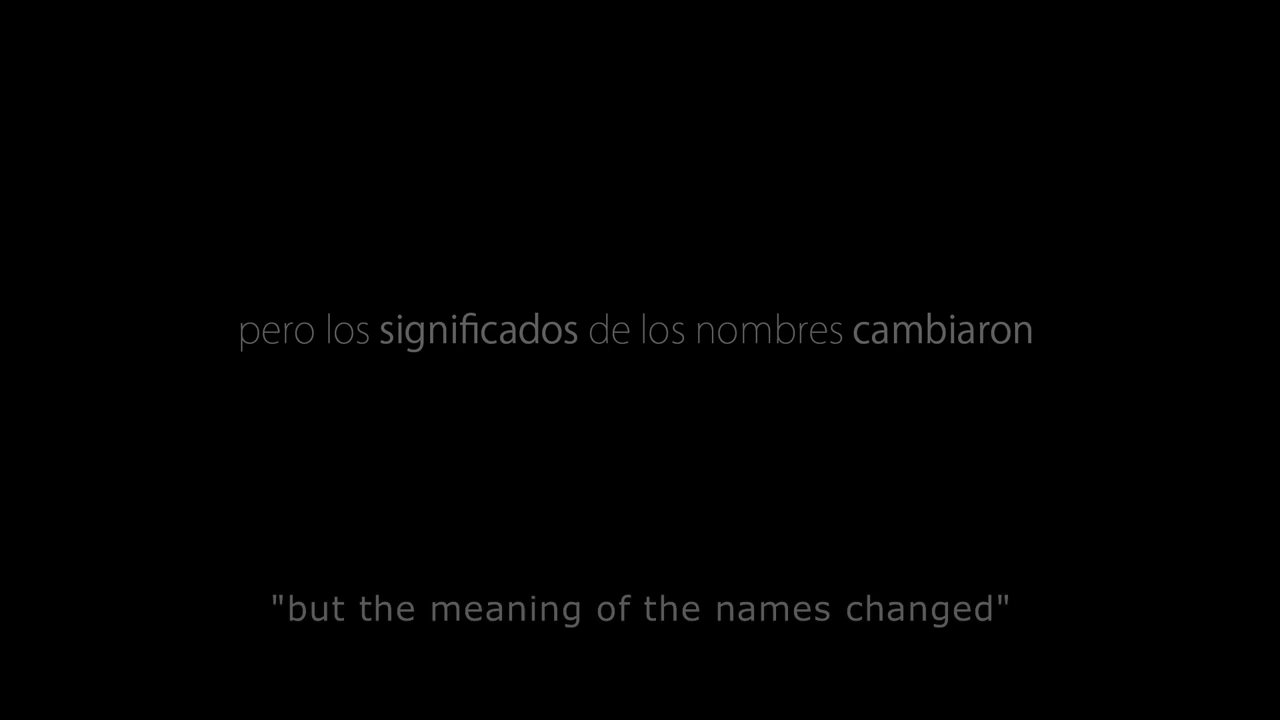 pero los significados de los nombres cambiaron
"but the meaning of the names changed"